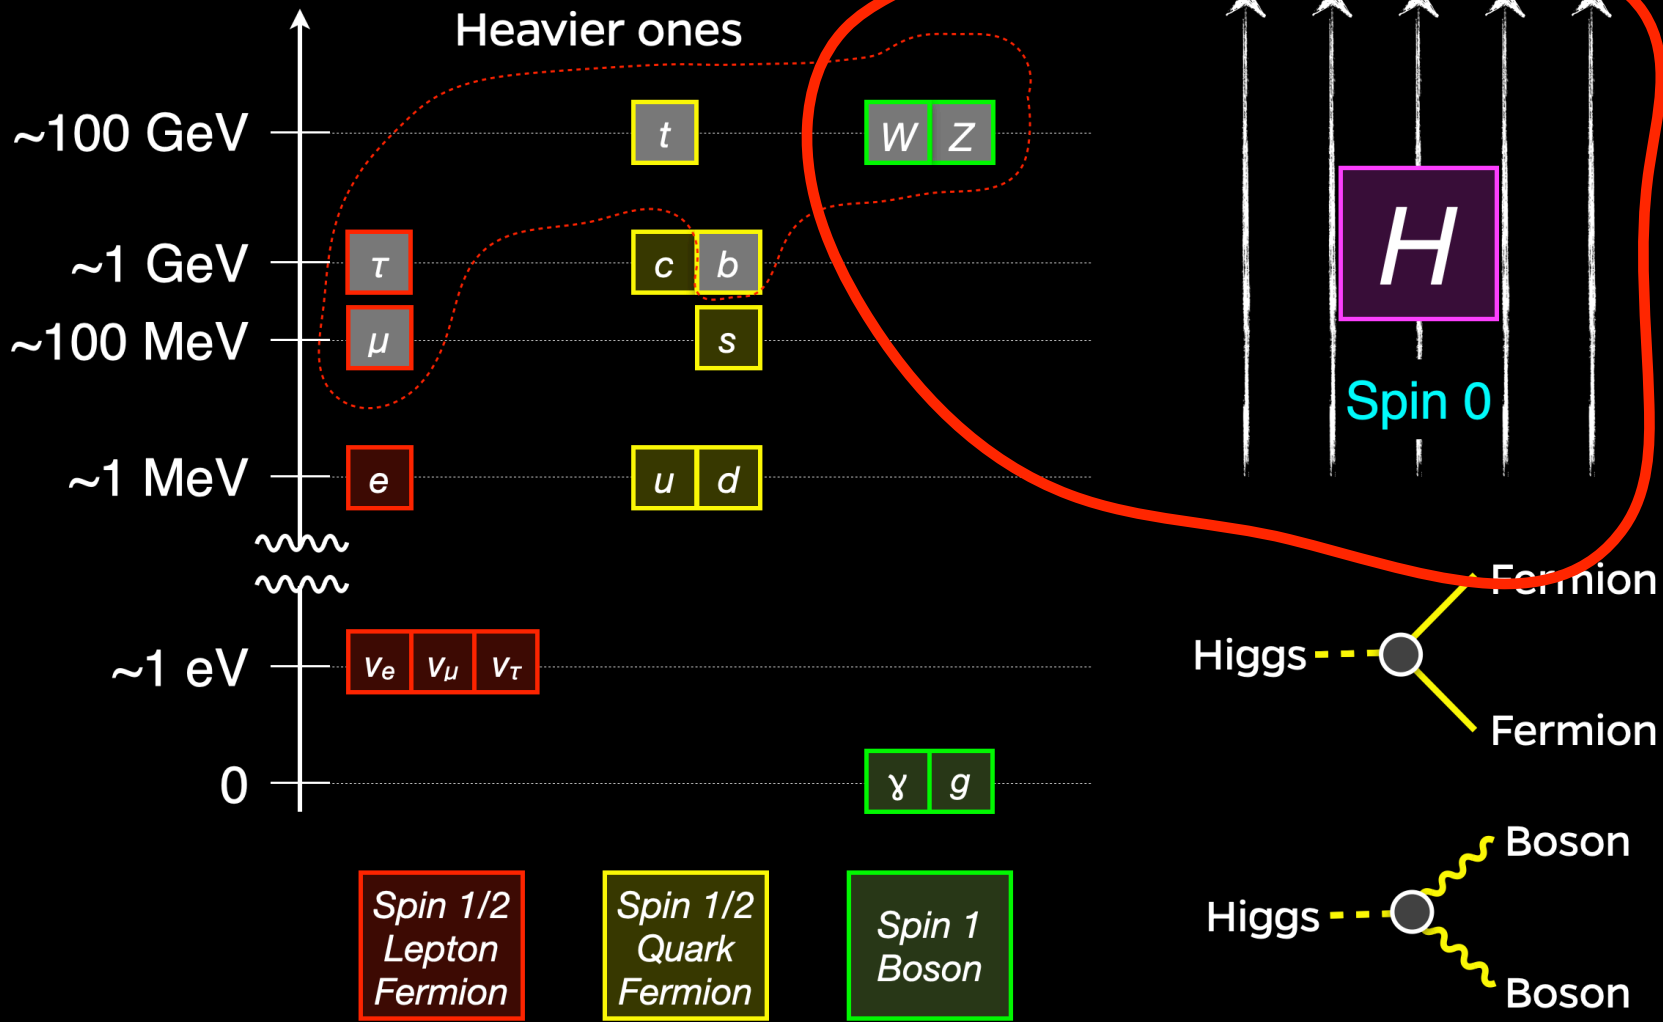 Heavier ones
~100 GeV
t
W Z
H
~1 GeV
τ
c b
~100 MeV
μ
s
Spin 0
~1 MeV
e
u d
Fermion
Higgs
Fermion
~1 eV
νe νμ ντ
0
γ g
Boson
Higgs
Boson
Spin 1/2
Lepton
Fermion
Spin 1/2
Quark
Fermion
Spin 1
Boson